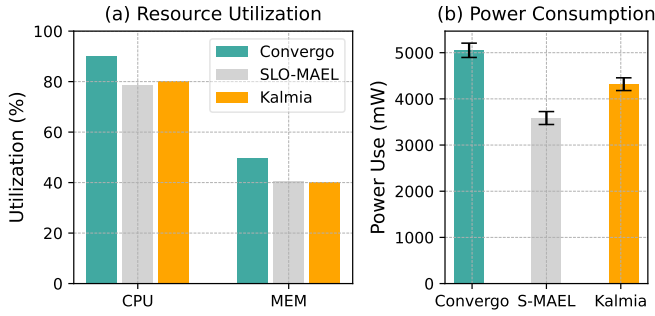 (a) Resource Utilization
Utilization (%)
100
80
60
40
20
0
CPU
MEM
Convergo
SLO-MAEL
Kalmia
(b) Power Consumption
Power Use (mW)
5000
4000
3000
2000
1000
0
Convergo
S-MAEL
Kalmia